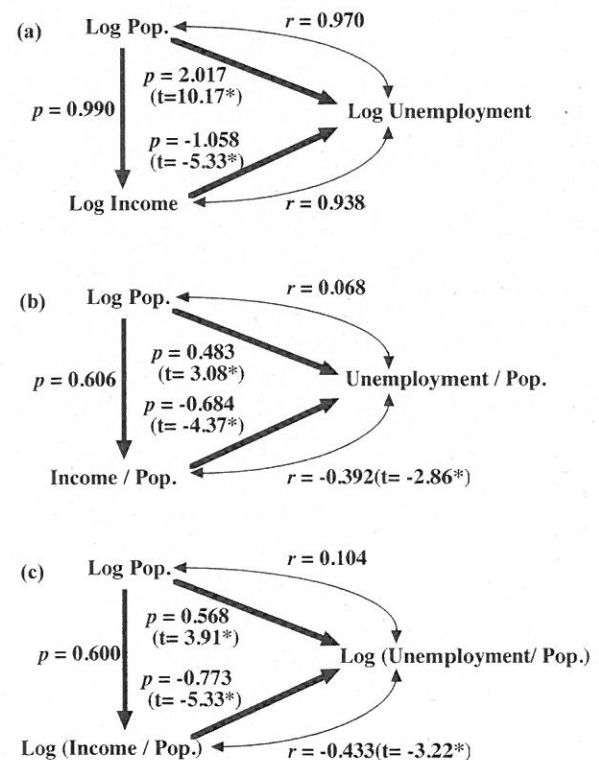 (a)
Log Pop.
r = 0.970
p = 2.017
(t=10.17*)
p = 0.990
Log Unemployment
p = -1.058
(t= -5.33*)
Log Income
r = 0.938
(b)
Log Pop.
r = 0.068
p = 0.483
(t= 3.08*)
p = 0.606
Unemployment / Pop.
p = -0.684
(t= -4.37*)
Income / Pop.
r = -0.392(t= -2.86*)
(c)
Log Pop.
r = 0.104
p = 0.568
(t= 3.91*)
p = 0.600
Log (Unemployment/ Pop.)
p = -0.773
(t= -5.33*)
Log (Income / Pop.)
r = -0.433(t= -3.22*)